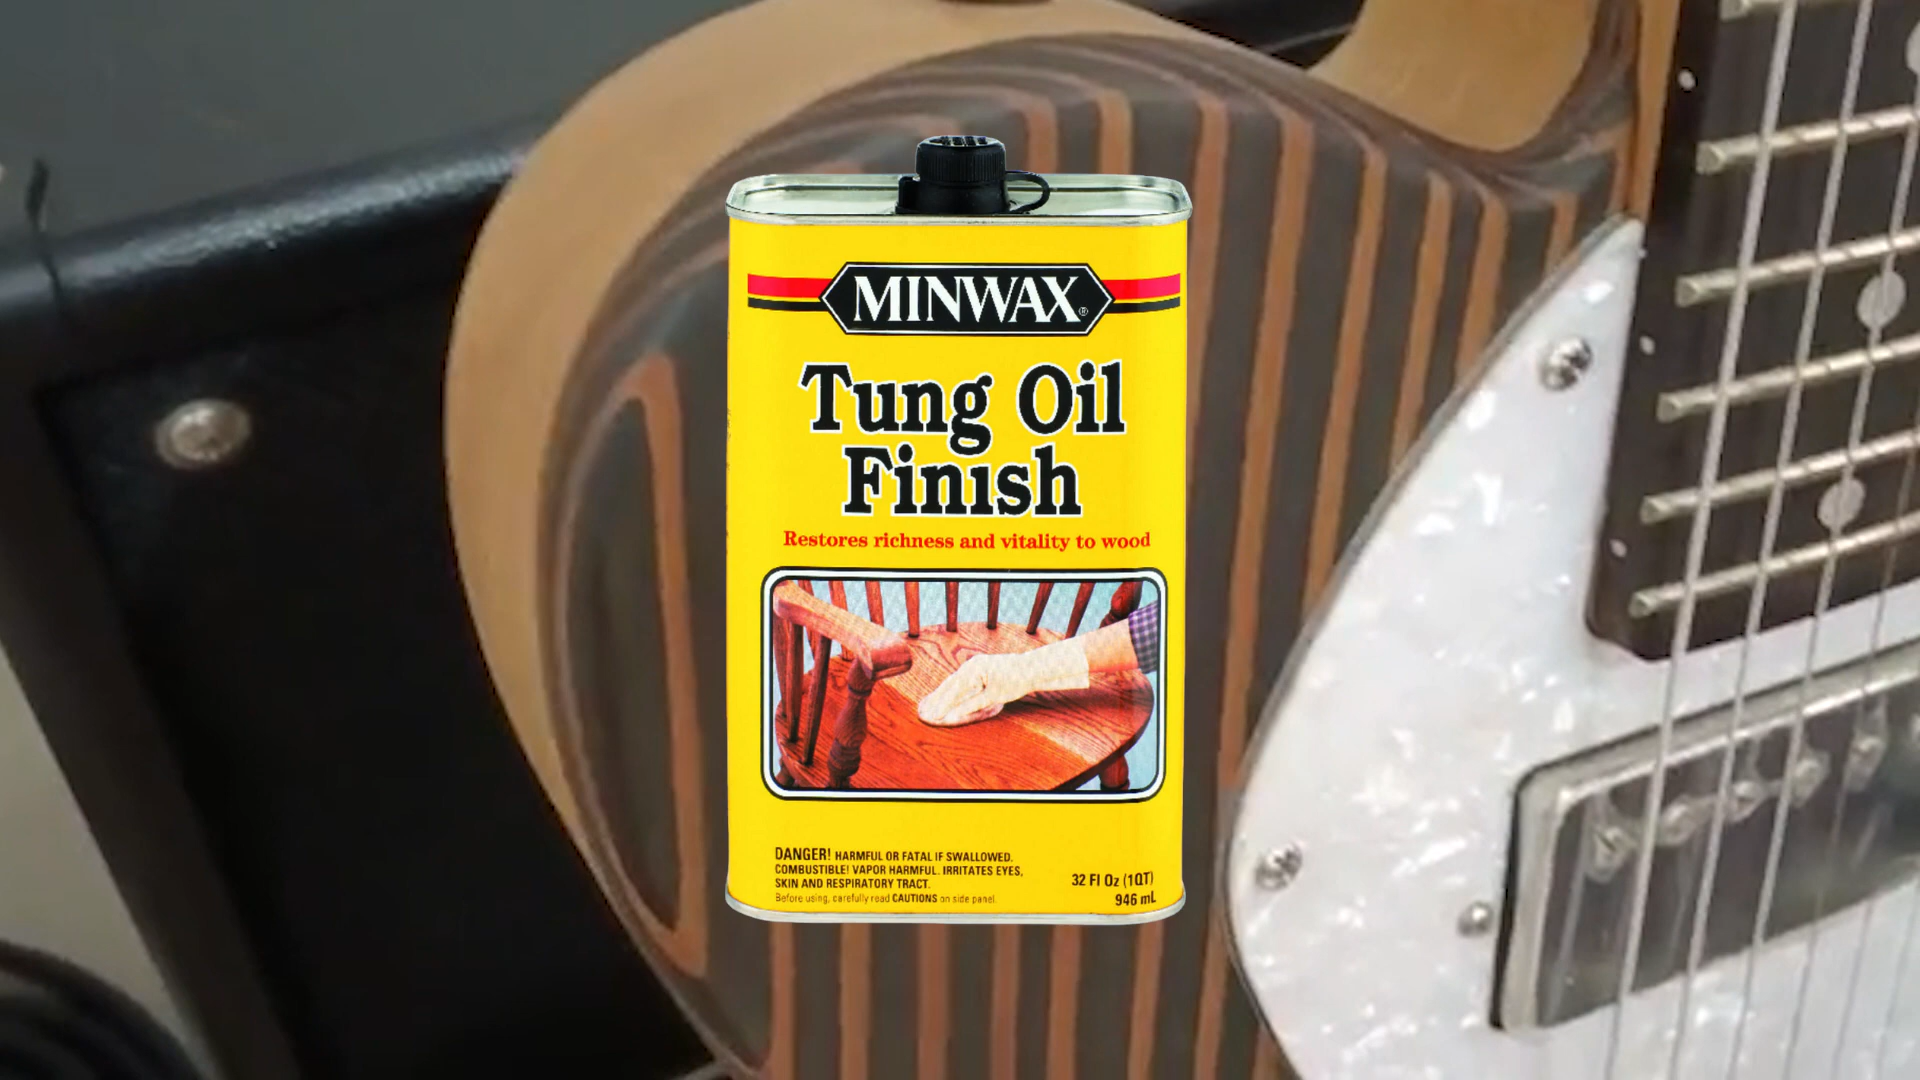 MINWAX®
Tung Oil
Finish
Restores richness and vitality to wood
DANGER! HARMFUL OR FATAL IF SWALLOWED.
COMBUSTIBLE! VAPOR HARMFUL. IRRITATES EYES,
SKIN AND RESPIRATORY TRACT.
Before using, carefully read CAUTIONS on side panel.
32 Fl Oz (1QT)
946 mL